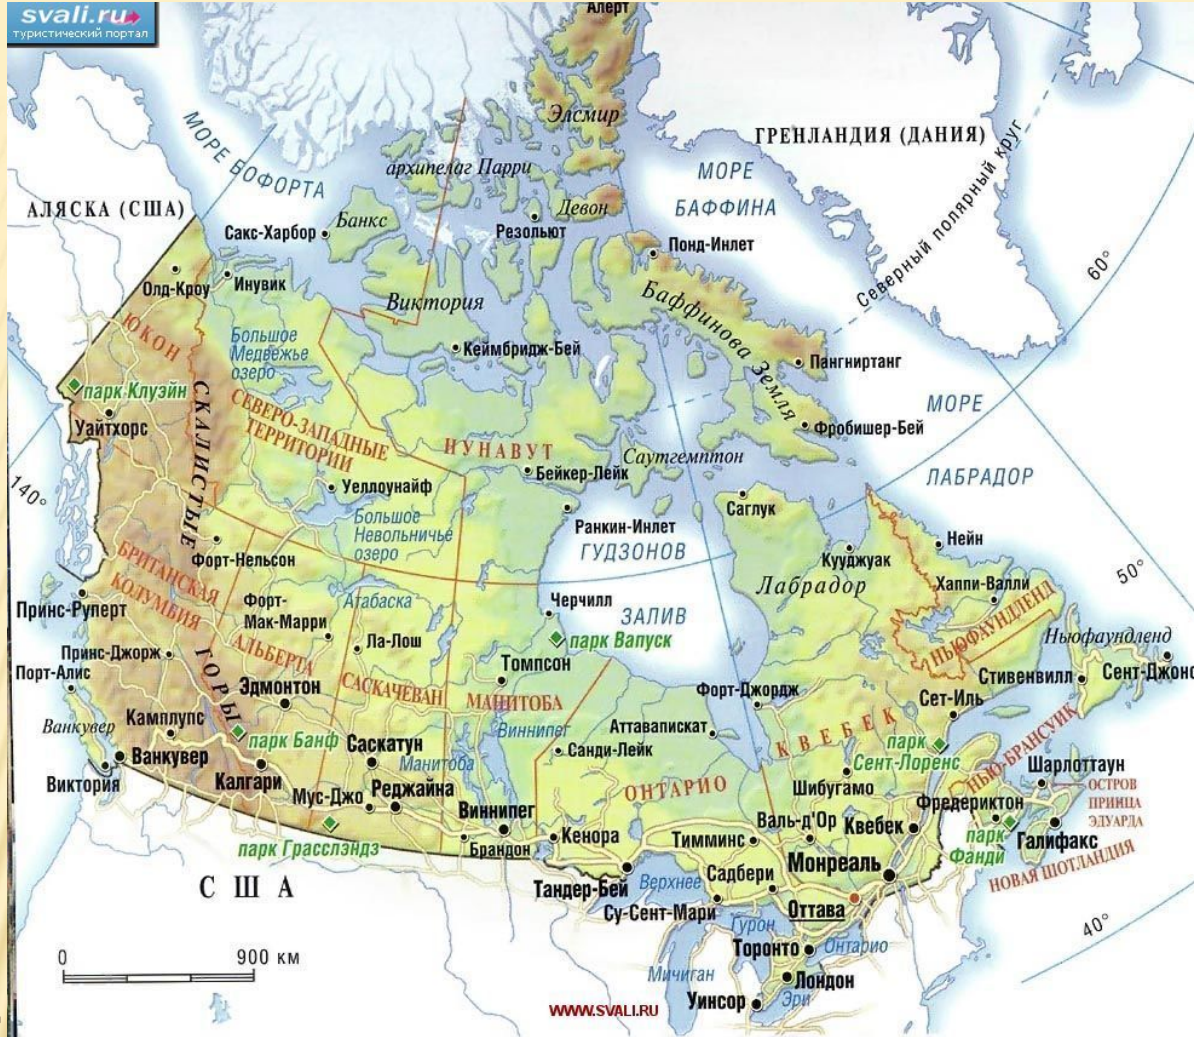 svali.ru
туристический портал
Алерт
Элсмир
ГРЕНЛАНДИЯ (ДАНИЯ)
Северный полярный круг
МОРЕ БОФОРТА
архипелаг Парри
МОРЕ
БАФФИНА
АЛЯСКА (США)
Банкс
Девон
Сакс-Харбор
Резольют
Понд-Инлет
60°
Олд-Кроу
Инувик
Виктория
Баффинова Земля
ЮКОН
Большое
Медвежье
озеро
Кеймбридж-Бей
Пангниртанг
парк Клуэйн
СКАЛИСТЫЕ
СЕВЕРО-ЗАПАДНЫЕ
ТЕРРИТОРИИ
МОРЕ
ЛАБРАДОР
Уайтхорс
НУНАВУТ
Фробишер-Бей
Саутгемптон
Бейкер-Лейк
140°
Уеллоунайф
Саглук
Большое
Невольничье
озеро
Ранкин-Инлет
ГУДЗОНОВ
ЗАЛИВ
Форт-Нельсон
Кууджуак
Нейн
50°
БРИТАНСКАЯ
КОЛУМБИЯ
Лабрадор
Хаппи-Валли
Принс-Руперт
Форт-
Мак-Марри
Атабаска
Черчилл
НЬЮФАУНДЛЕНД
Ньюфаундленд
парк Вапуск
Принс-Джорж
ГОРЫ
АЛЬБЕРТА
Ла-Лош
Порт-Алис
Томпсон
Стивенвилл
Сент-Джонс
Эдмонтон
САСКАЧЕВАН
МАНИТОБА
Форт-Джордж
Сет-Иль
Ванкувер
Камплупс
парк Банф
Виннипег
Аттавапискат
КВЕБЕК
парк
Сент-Лоренс
НЬЮ-БРАНСУИК
Ванкувер
Саскатун
Манитоба
Санди-Лейк
Виктория
Калгари
Мус-Джо
Реджайна
ОНТАРИО
Шибугамо
Шарлоттаун
ОСТРОВ
ПРИНЦА
ЭДУАРДА
Виннипег
Кенора
Тимминс
Валь-д'Ор
Квебек
Фредериктон
парк
Фанди
Галифакс
парк Грасслэндз
Брандон
Монреаль
НОВАЯ ШОТЛАНДИЯ
США
Тандер-Бей
Верхнее
Садбери
Су-Сент-Мари
Оттава
40°
Гурон
0
900 км
Торонто
Онтарио
Мичиган
Лондон
Уинсор
Эри
WWW.SVALI.RU